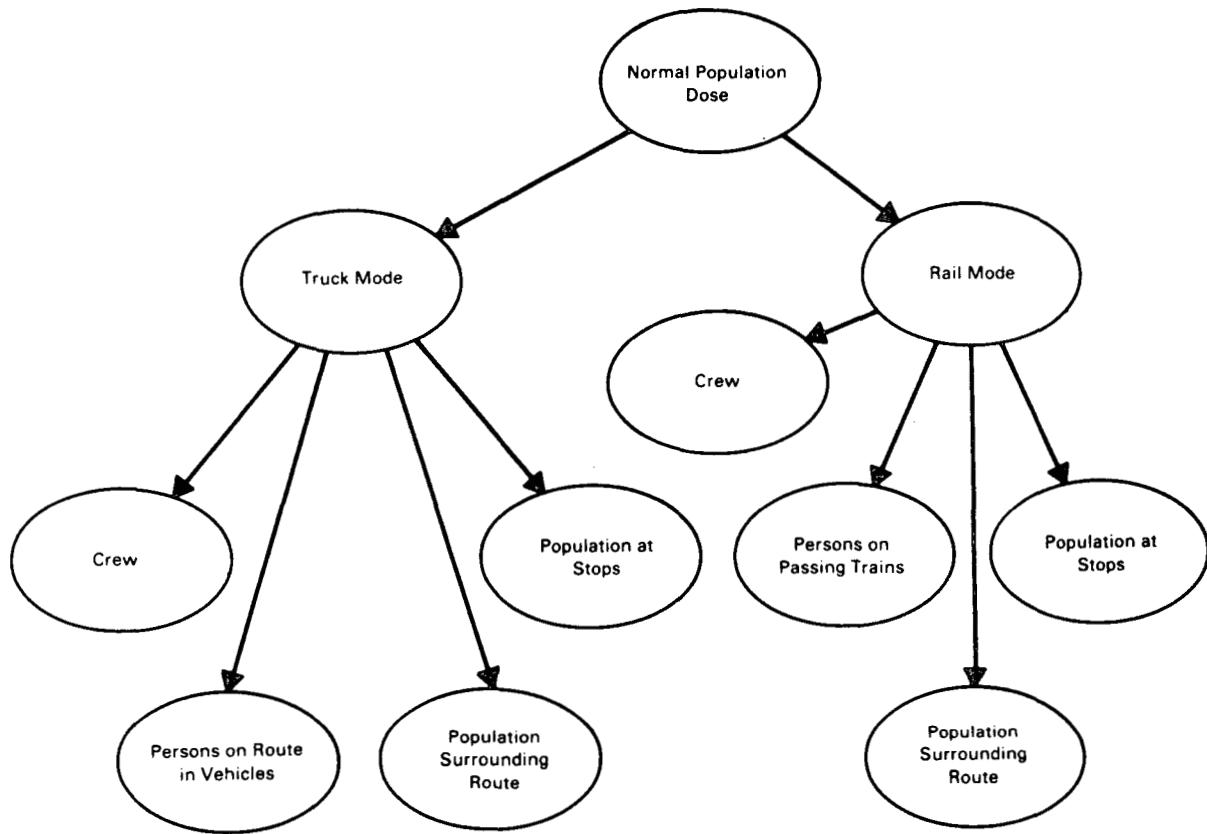 Normal Population
Dose
Truck Mode
Rail Mode
Crew
Crew
Population at
Stops
Persons on
Passing Trains
Population at
Stops
Persons on Route
in Vehicles
Population
Surrounding
Route
Population
Surrounding
Route